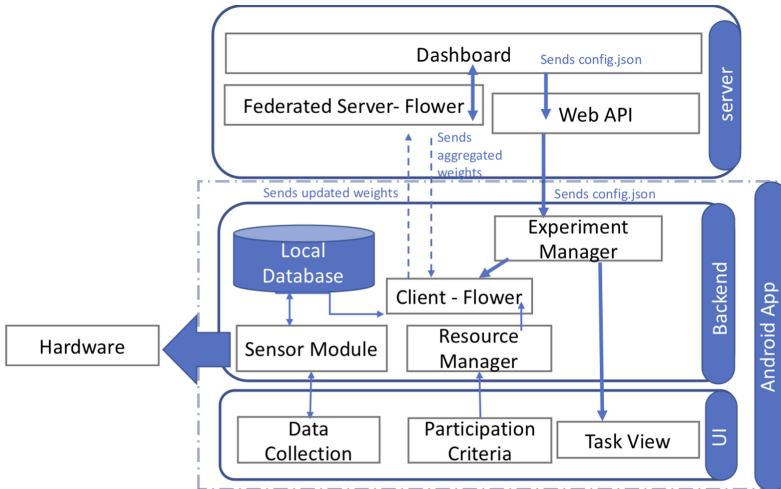 Dashboard
Sends config.json
Federated Server- Flower
Web API
server
Sends
aggregated
weights
Sends updated weights
Sends config.json
Experiment
Manager
Local
Database
Client - Flower
Backend
Android App
Hardware
Sensor Module
Resource
Manager
Data
Collection
Participation
Criteria
Task View
UI